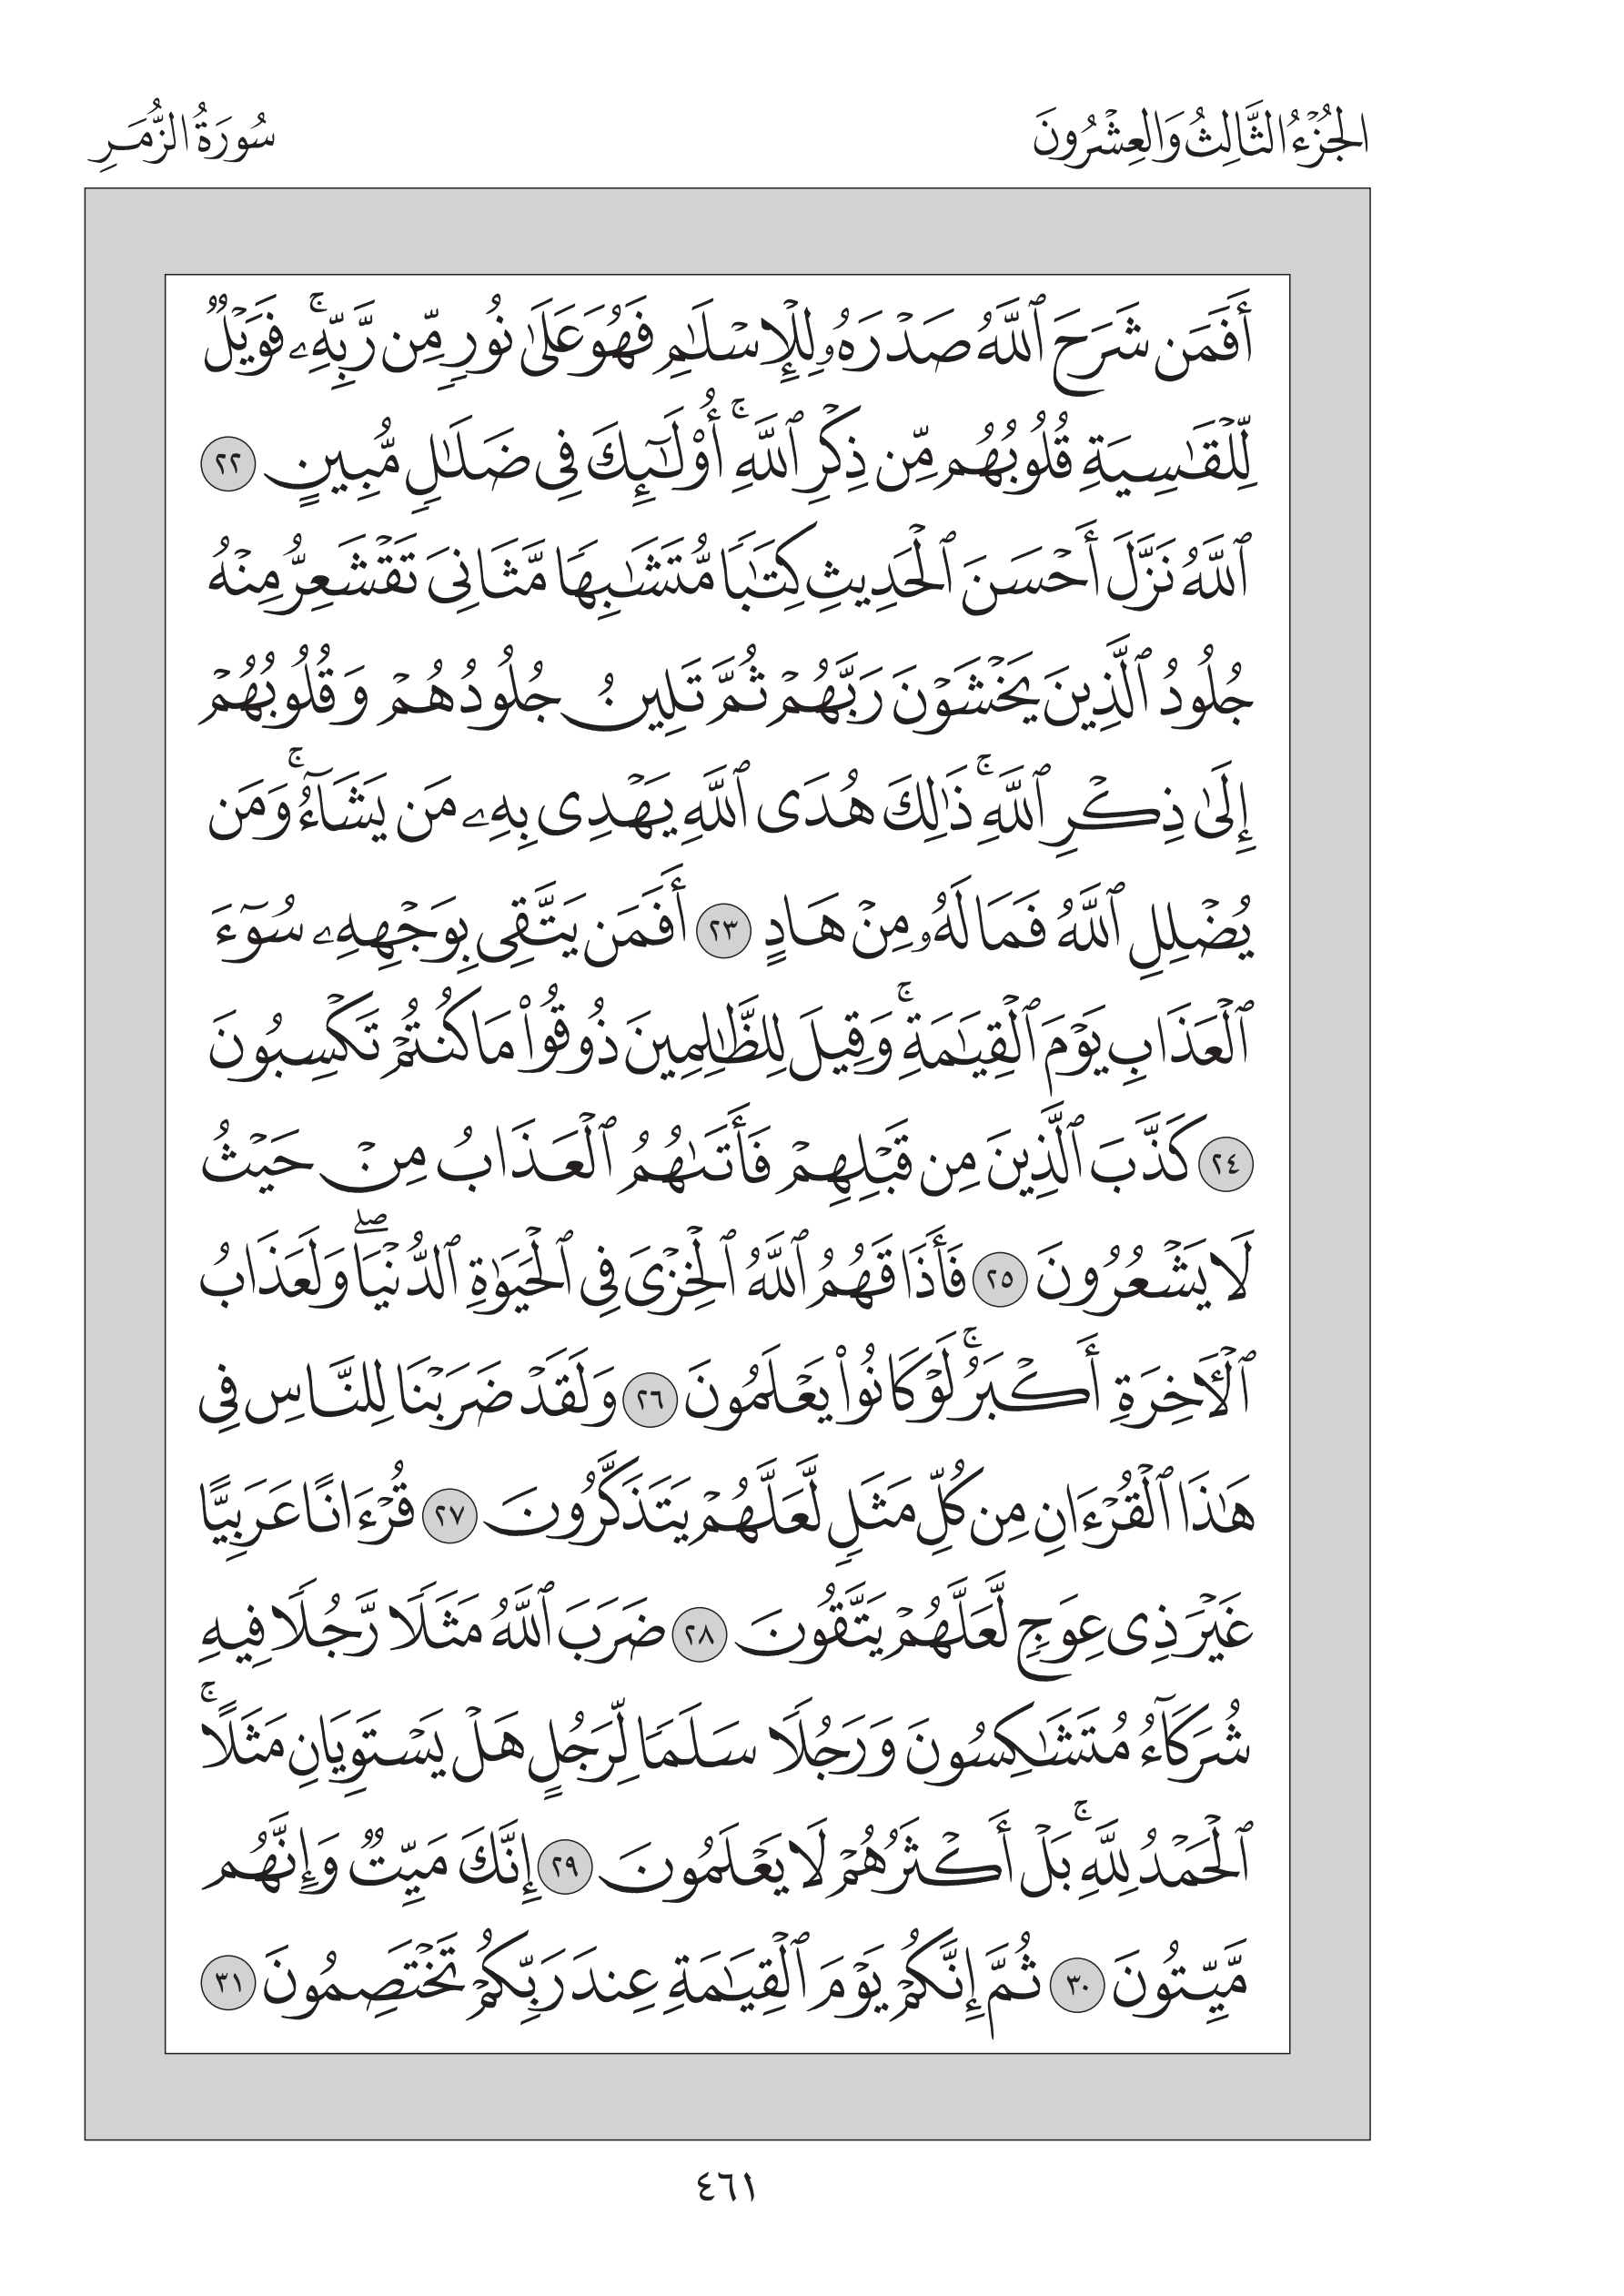 الجُزْءُ الثَّالِثُ وَالعِشْرُونَ
سُورَةُ الزُّمَرِ
أَفَمَن شَرَحَ ٱللَّهُ صَدْرَهُۥ لِلْإِسْلَٰمِ فَهُوَ عَلَىٰ نُورٍ مِّن رَّبِّهِۦۚ فَوَيْلٌ
لِّلْقَٰسِيَةِ قُلُوبُهُم مِّن ذِكْرِ ٱللَّهِۚ أُو۟لَٰٓئِكَ فِى ضَلَٰلٍ مُّبِينٍ ٢٢
ٱللَّهُ نَزَّلَ أَحْسَنَ ٱلْحَدِيثِ كِتَٰبًا مُّتَشَٰبِهًا مَّثَانِىَ تَقْشَعِرُّ مِنْهُ
جُلُودُ ٱلَّذِينَ يَخْشَوْنَ رَبَّهُمْ ثُمَّ تَلِينُ جُلُودُهُمْ وَقُلُوبُهُمْ
إِلَىٰ ذِكْرِ ٱللَّهِۚ ذَٰلِكَ هُدَى ٱللَّهِ يَهْدِى بِهِۦ مَن يَشَآءُۚ وَمَن
يُضْلِلِ ٱللَّهُ فَمَا لَهُۥ مِنْ هَادٍ ٢٣ أَفَمَن يَتَّقِى بِوَجْهِهِۦ سُوٓءَ
ٱلْعَذَابِ يَوْمَ ٱلْقِيَٰمَةِۚ وَقِيلَ لِلظَّٰلِمِينَ ذُوقُوا۟ مَا كُنتُمْ تَكْسِبُونَ
٢٤ كَذَّبَ ٱلَّذِينَ مِن قَبْلِهِمْ فَأَتَىٰهُمُ ٱلْعَذَابُ مِنْ حَيْثُ
لَا يَشْعُرُونَ ٢٥ فَأَذَاقَهُمُ ٱللَّهُ ٱلْخِزْىَ فِى ٱلْحَيَوٰةِ ٱلدُّنْيَاۖ وَلَعَذَابُ
ٱلْءَاخِرَةِ أَكْبَرُۚ لَوْ كَانُوا۟ يَعْلَمُونَ ٢٦ وَلَقَدْ ضَرَبْنَا لِلنَّاسِ فِى
هَٰذَا ٱلْقُرْءَانِ مِن كُلِّ مَثَلٍ لَّعَلَّهُمْ يَتَذَكَّرُونَ ٢٧ قُرْءَانًا عَرَبِيًّا
غَيْرَ ذِى عِوَجٍ لَّعَلَّهُمْ يَتَّقُونَ ٢٨ ضَرَبَ ٱللَّهُ مَثَلًا رَّجُلًا فِيهِ
شُرَكَآءُ مُتَشَٰكِسُونَ وَرَجُلًا سَلَمًا لِّرَجُلٍ هَلْ يَسْتَوِيَانِ مَثَلًاۚ
ٱلْحَمْدُ لِلَّهِۚ بَلْ أَكْثَرُهُمْ لَا يَعْلَمُونَ ٢٩ إِنَّكَ مَيِّتٌ وَإِنَّهُم
مَّيِّتُونَ ٣٠ ثُمَّ إِنَّكُمْ يَوْمَ ٱلْقِيَٰمَةِ عِندَ رَبِّكُمْ تَخْتَصِمُونَ ٣١
٤٦١